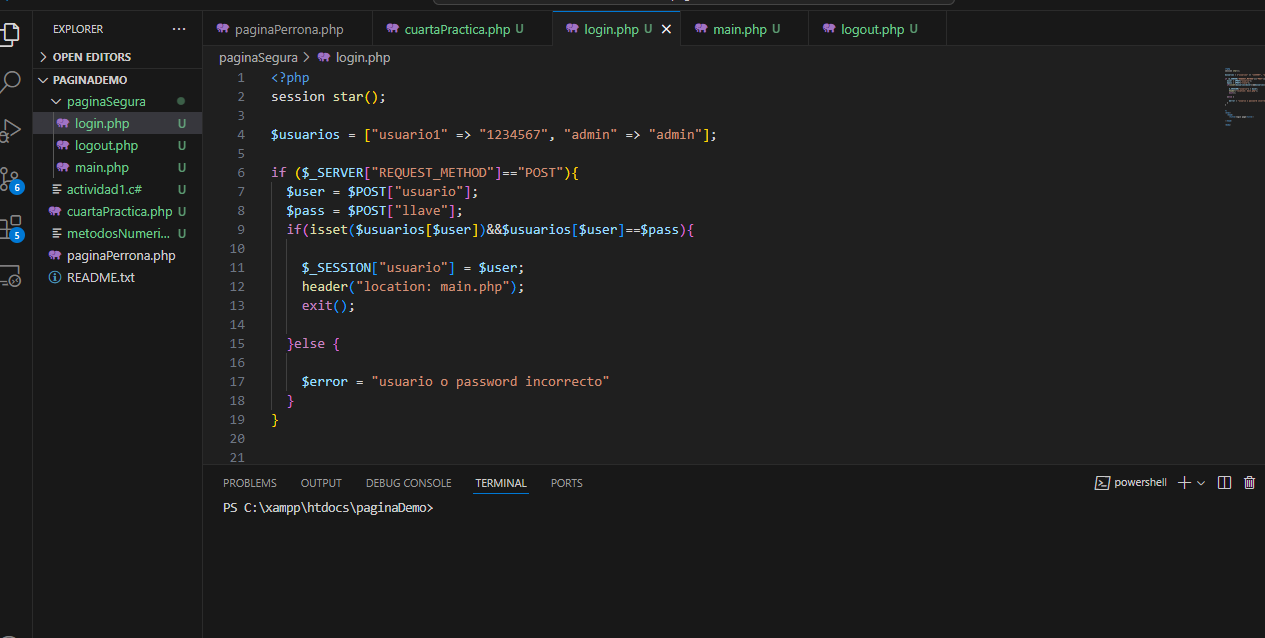 EXPLORER
···
paginaPerrona.php
cuartaPractica.php U
login.php U
main.php U
logout.php U
OPEN EDITORS
PAGINADEMO
paginaSegura
login.php U
logout.php U
main.php U
actividad1.c# U
cuartaPractica.php U
metodosNumeri... U
paginaPerrona.php
README.txt
6
5
paginaSegura > login.php
1 <?php
2 session star();
3
4 $usuarios = ["usuario1" => "1234567", "admin" => "admin"];
5
6 if ($_SERVER["REQUEST_METHOD"]=="POST"){
7 $user = $POST["usuario"];
8 $pass = $POST["llave"];
9 if(isset($usuarios[$user])&&$usuarios[$user]==$pass){
10
11 $_SESSION["usuario"] = $user;
12 header("location: main.php");
13 exit();
14
15 }else {
16
17 $error = "usuario o password incorrecto"
18 }
19 }
20
21
PROBLEMS OUTPUT DEBUG CONSOLE TERMINAL PORTS
powershell
PS C:\xampp\htdocs\paginaDemo>